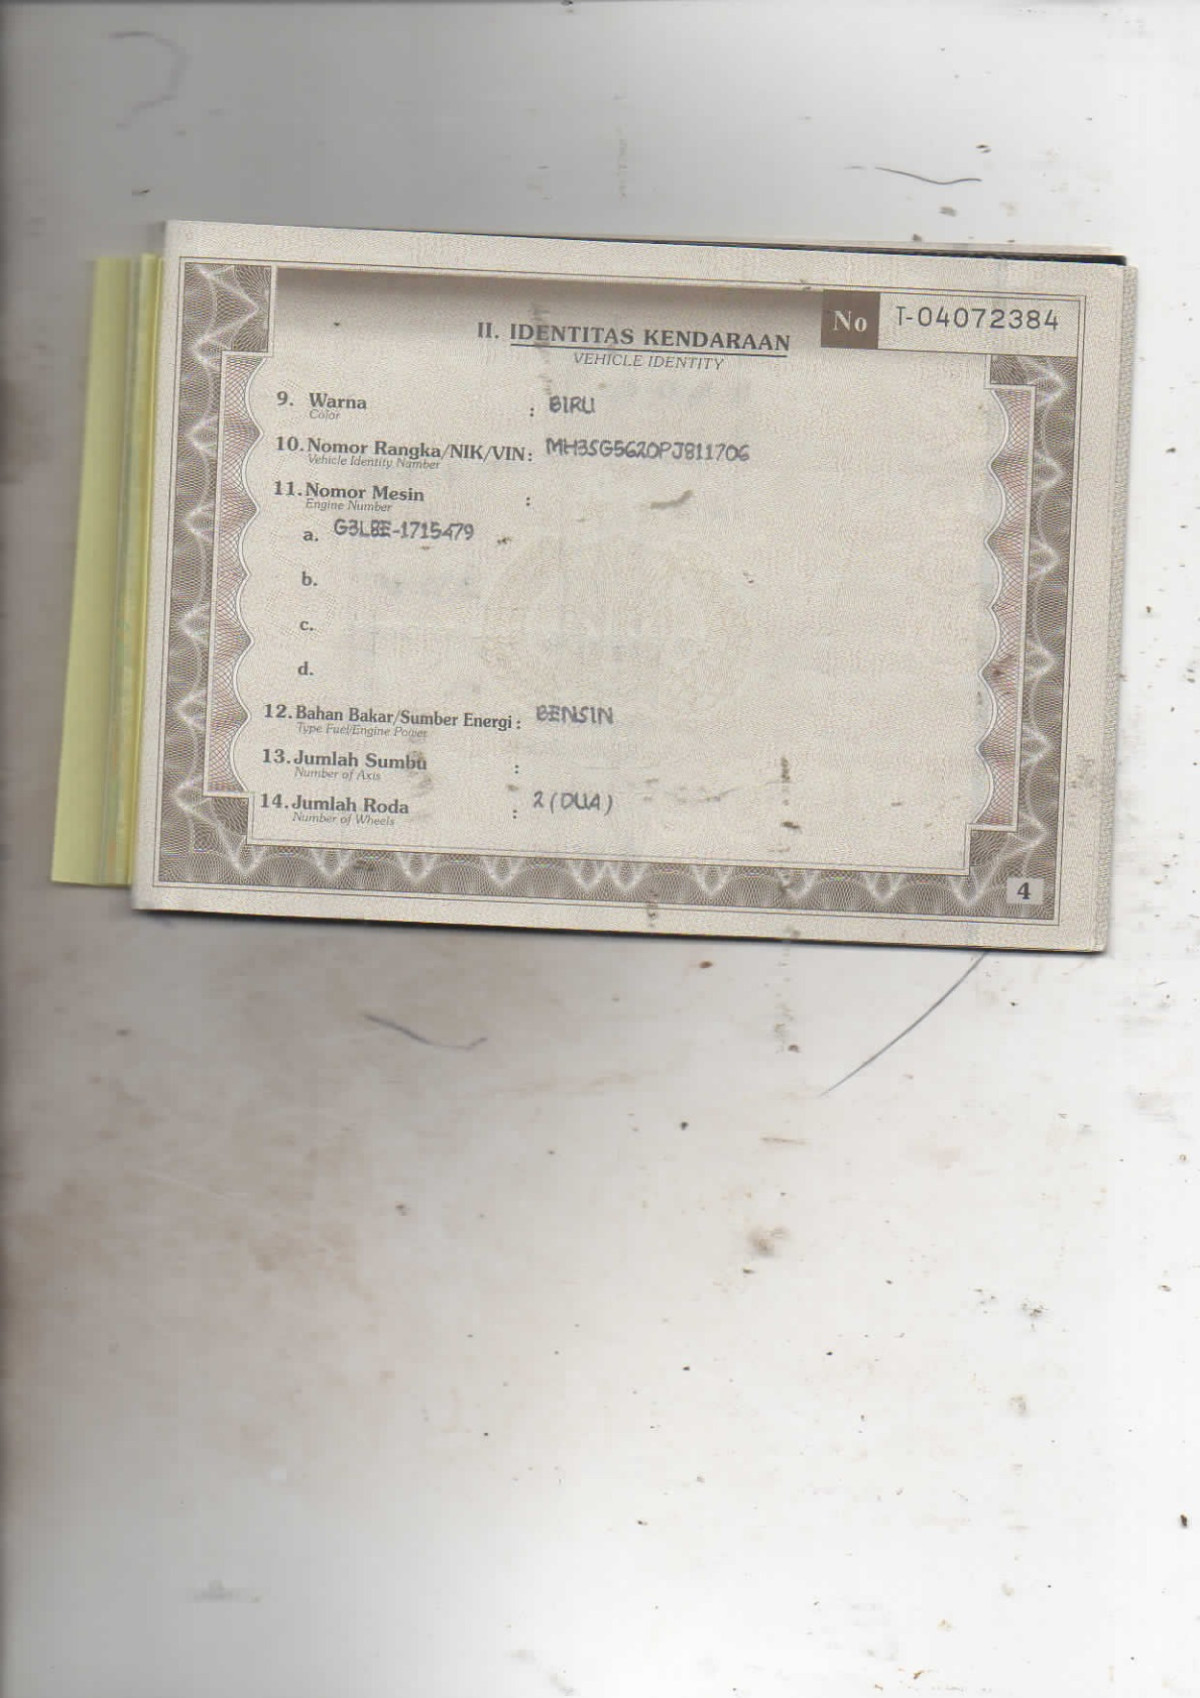 No T-04072384
II. IDENTITAS KENDARAAN
VEHICLE IDENTITY
9. Warna : BIRU
Color
10. Nomor Rangka/NIK/VIN : MH3SG5620PJ811706
Vehicle Identity Number
11. Nomor Mesin :
Engine Number
a. G3L8E-1715479
b.
c.
d.
12. Bahan Bakar/Sumber Energi : BENSIN
Type Fuel/Engine Power
13. Jumlah Sumbu :
Number of Axis
14. Jumlah Roda : 2 (DUA)
Number of Wheels
4